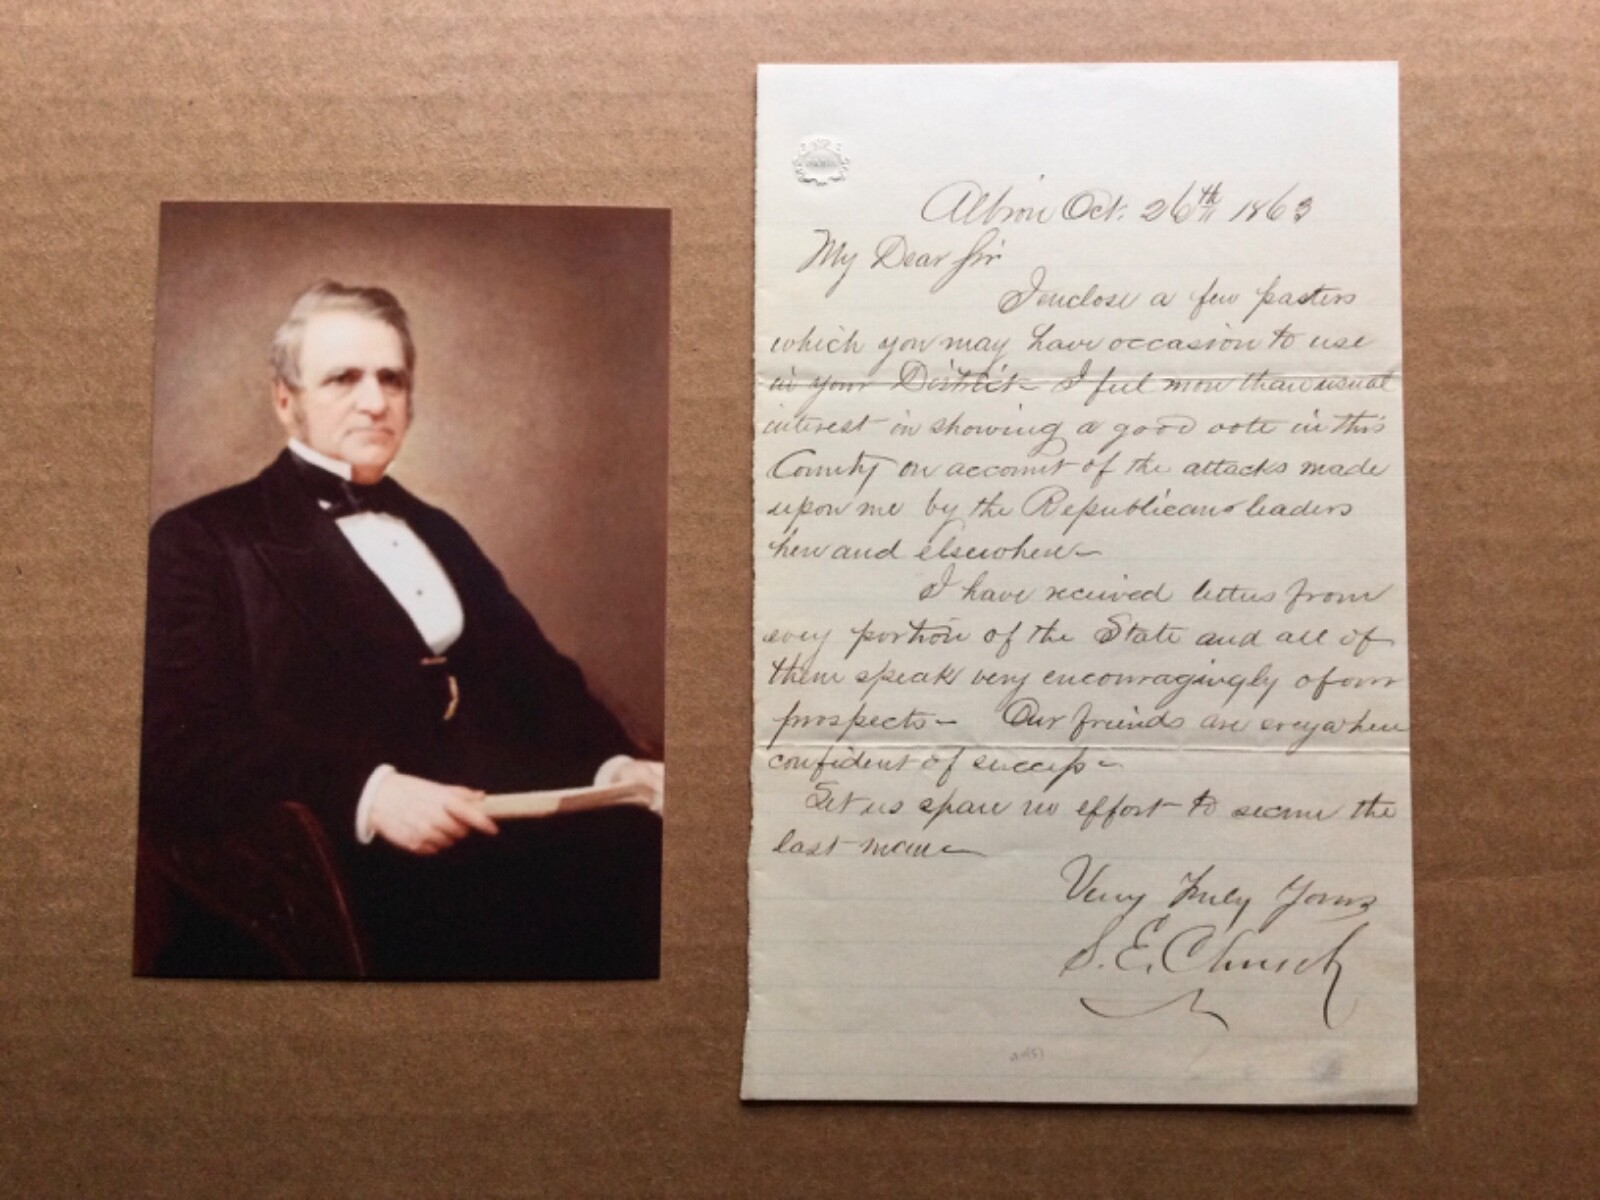 Albion Oct. 26th 1863
My Dear Sir
I enclose a few pasters
which you may have occasion to use
in your District - I feel more than usual
interest in showing a good vote in this
County on account of the attacks made
upon me by the Republican leaders
here and elsewhere -
I have received letters from
every portion of the State and all of
them speak very encouragingly of our
prospects - Our friends are everywhere
confident of success -
Let us spare no effort to secure the
last
Very Truly Yours
S. E. Church